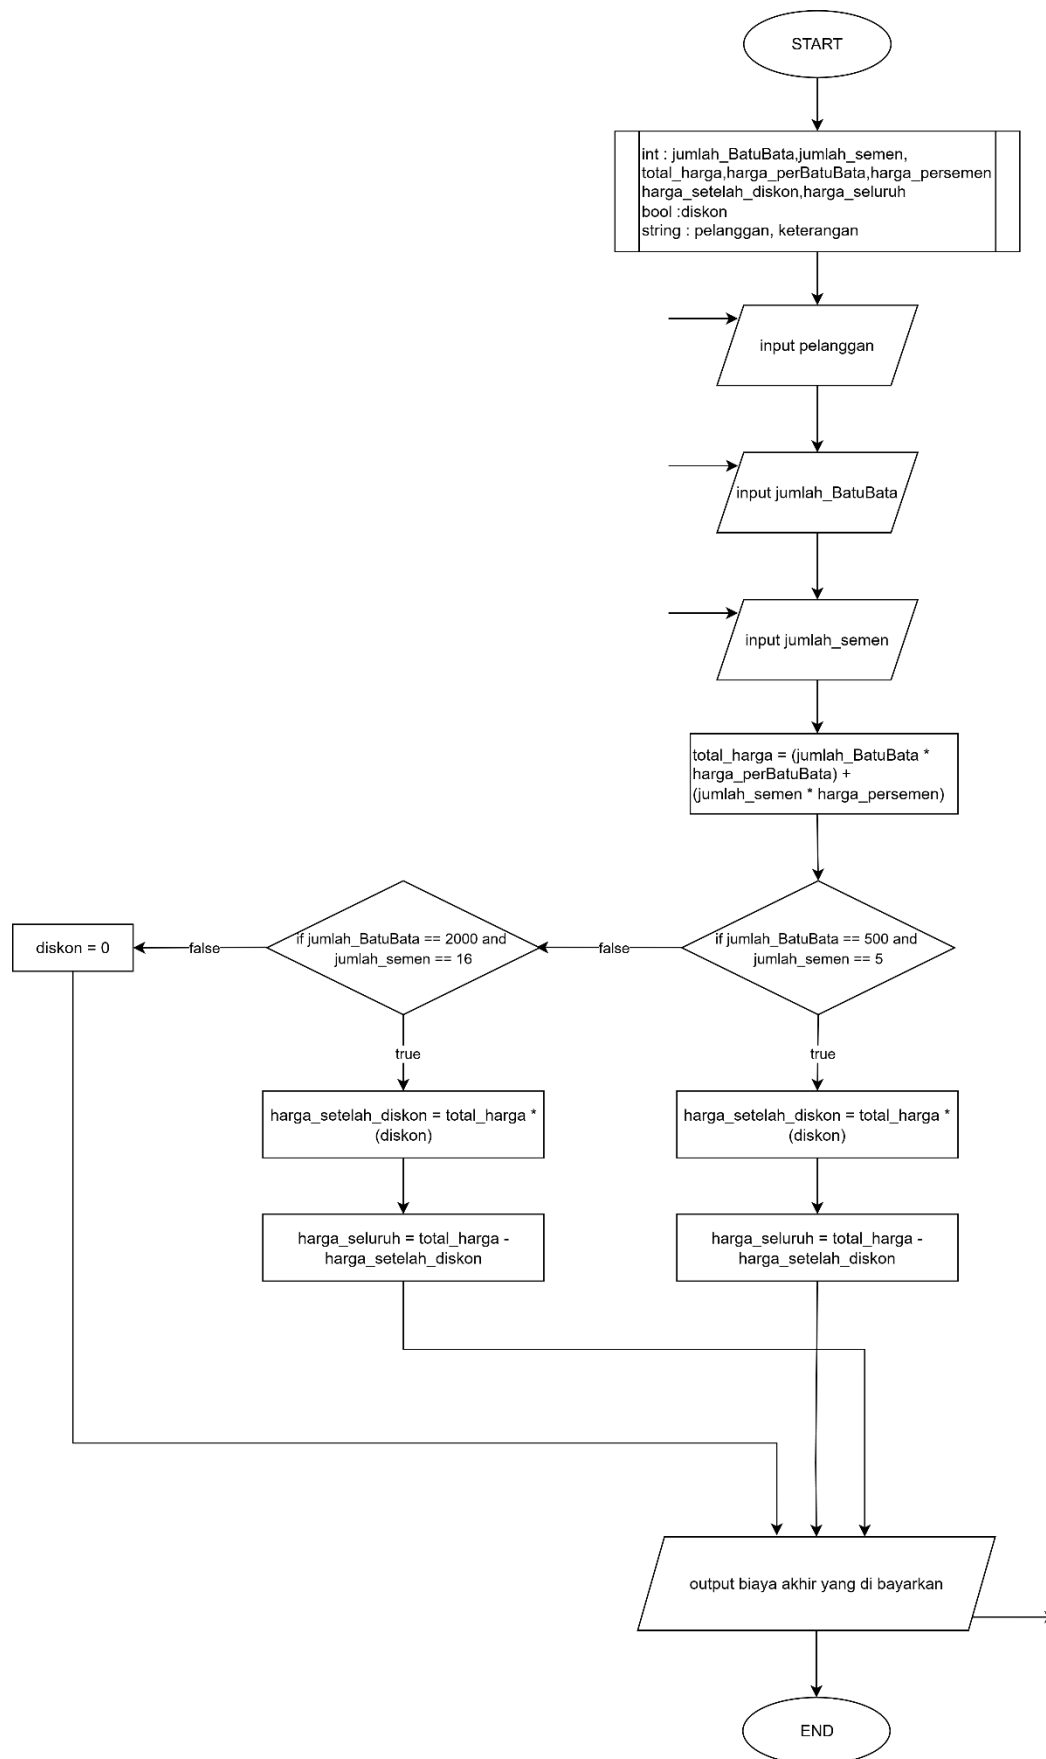 START
int : jumlah_BatuBata,jumlah_semen,
total_harga,harga_perBatuBata,harga_persemen
harga_setelah_diskon,harga_seluruh
bool :diskon
string : pelanggan, keterangan
input pelanggan
input jumlah_BatuBata
input jumlah_semen
total_harga = (jumlah_BatuBata *
harga_perBatuBata) +
(jumlah_semen * harga_persemen)
if jumlah_BatuBata == 500 and
jumlah_semen == 5
false
if jumlah_BatuBata == 2000 and
jumlah_semen == 16
false
diskon = 0
true
true
harga_setelah_diskon = total_harga *
(diskon)
harga_setelah_diskon = total_harga *
(diskon)
harga_seluruh = total_harga -
harga_setelah_diskon
harga_seluruh = total_harga -
harga_setelah_diskon
output biaya akhir yang di bayarkan
END